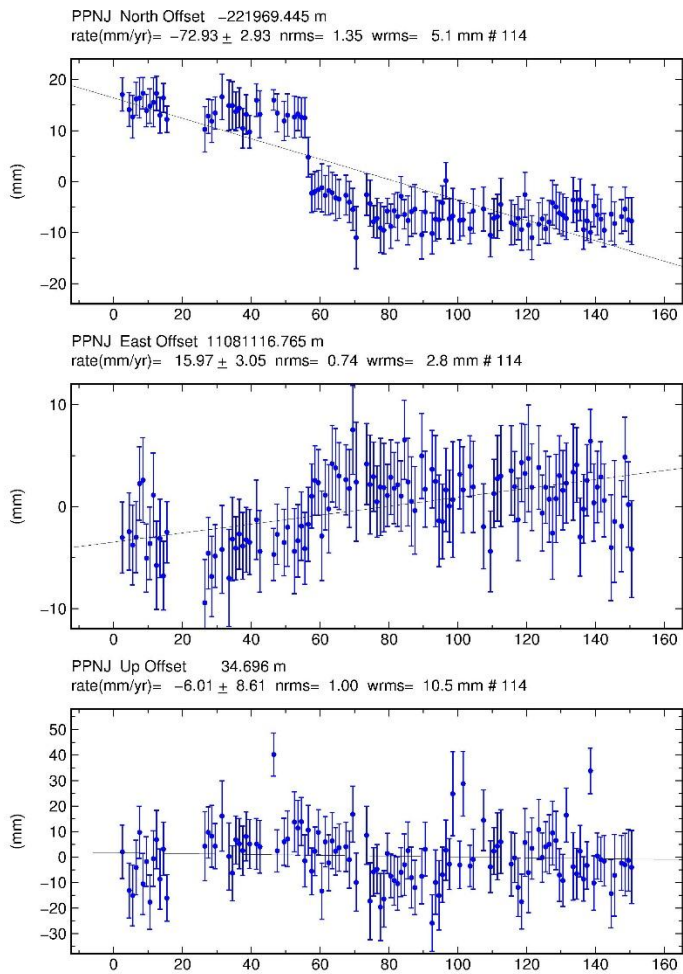 PPNJ North Offset -221969.445 m
rate(mm/yr)= -72.93 ± 2.93 nrms= 1.35 wrms= 5.1 mm # 114
20
10
0
-10
-20
(mm)
0 20 40 60 80 100 120 140 160
PPNJ East Offset 11081116.765 m
rate(mm/yr)= 15.97 ± 3.05 nrms= 0.74 wrms= 2.8 mm # 114
10
0
-10
(mm)
0 20 40 60 80 100 120 140 160
PPNJ Up Offset 34.696 m
rate(mm/yr)= -6.01 ± 8.61 nrms= 1.00 wrms= 10.5 mm # 114
50
40
30
20
10
0
-10
-20
-30
(mm)
0 20 40 60 80 100 120 140 160